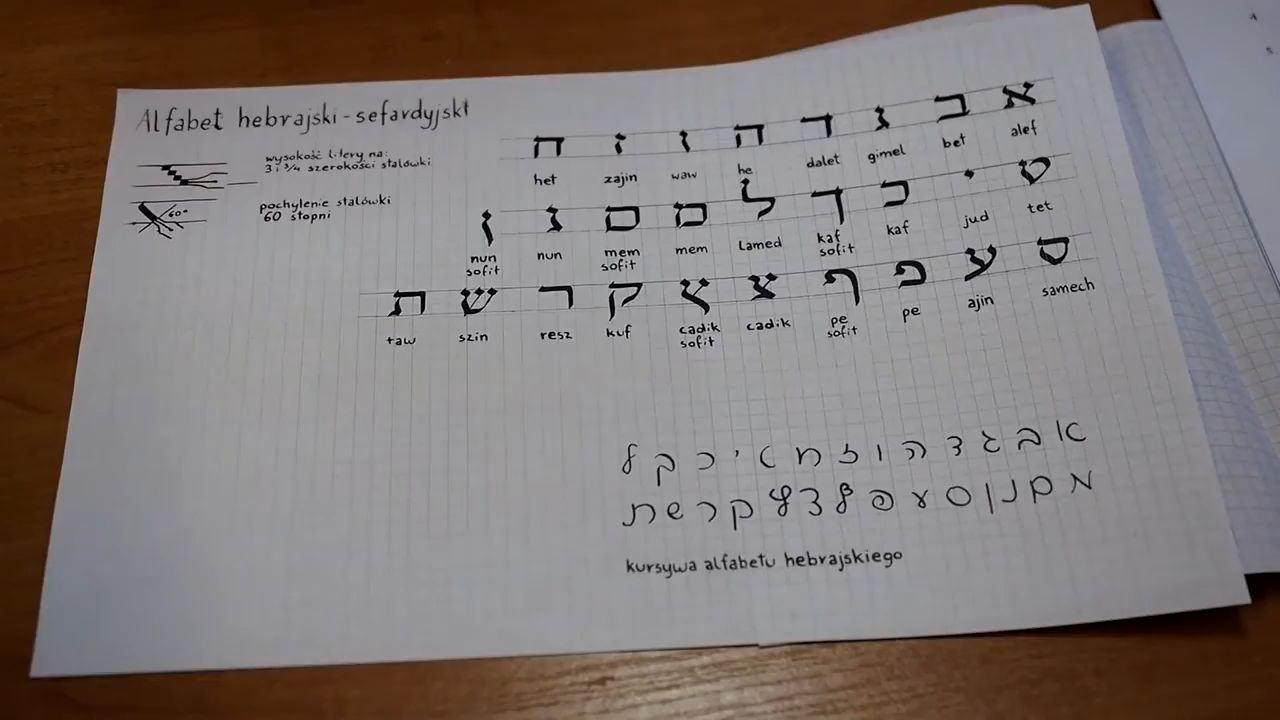 Alfabet hebrajski - sefardyjski
wysokość litery na:
3 i 3/4 szerokości stalówki
60°
pochylenie stalówki
60 stopni
א ב ג ד ה ו ז ח
alef bet gimel dalet he waw zajin het
ט י כ ך ל מ ם נ ן
tet jud kaf kaf sofit lamed mem mem sofit nun nun sofit
ס ע פ ף צ ץ ק ר ש ת
samech ajin pe pe sofit cadik cadik sofit kuf resz szin taw
א ב ג ד ה ו ז ח ט י כ ך ל
מ ם נ ן ס ע פ ף צ ץ ק ר ש ת
kursywa alfabetu hebrajskiego